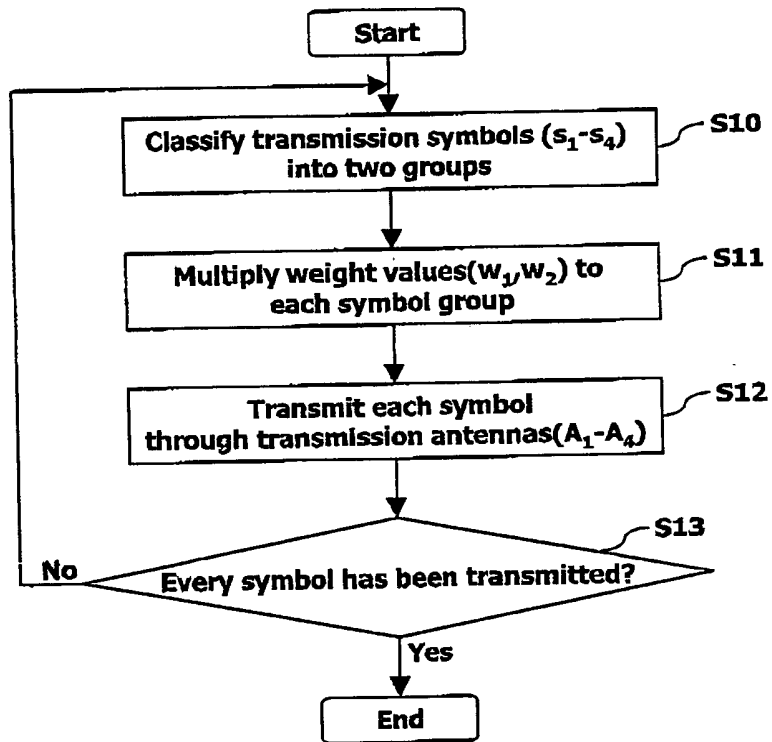 Start
Classify transmission symbols (s₁-s₄)
into two groups
S10
Multiply weight values(w₁,w₂) to
each symbol group
S11
Transmit each symbol
through transmission antennas(A₁-A₄)
S12
Every symbol has been transmitted?
S13
No
Yes
End